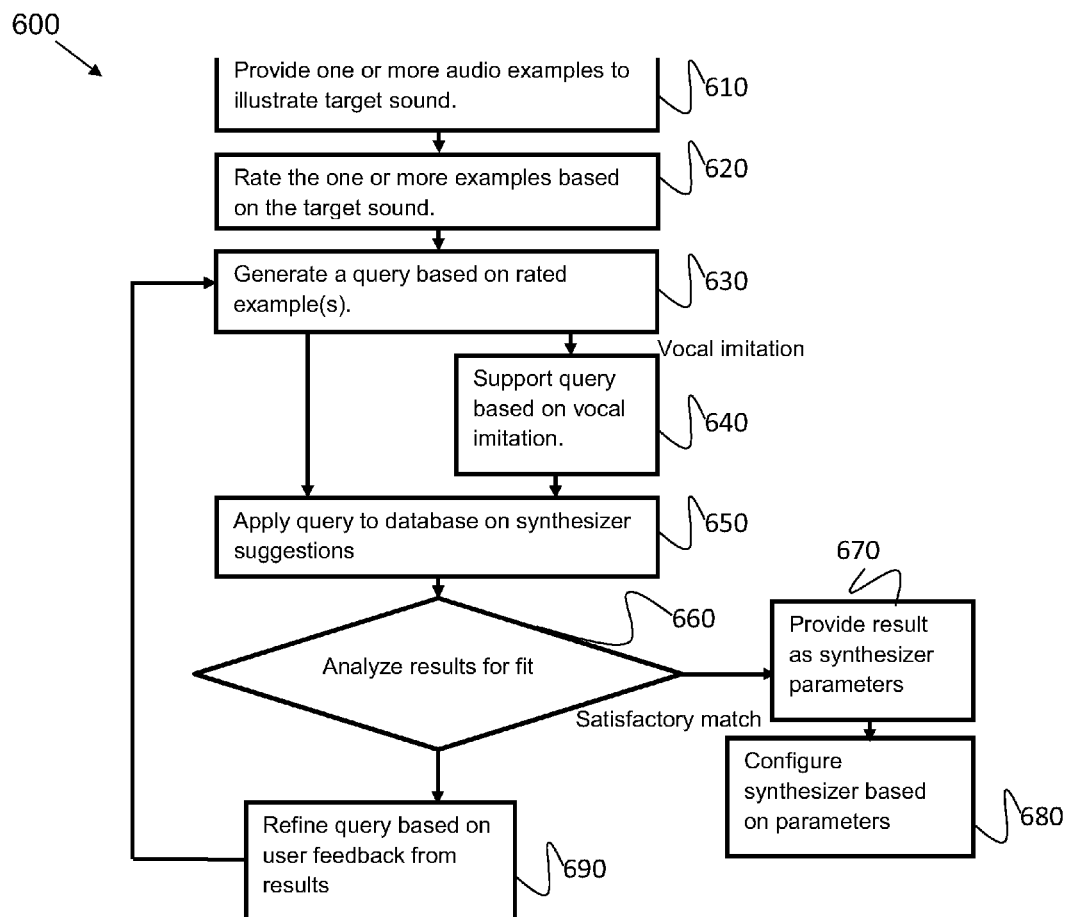 600
Provide one or more audio examples to
illustrate target sound.
610
Rate the one or more examples based
on the target sound.
620
Generate a query based on rated
example(s).
630
Vocal imitation
Support query
based on vocal
imitation.
640
Apply query to database on synthesizer
suggestions
650
Analyze results for fit
660
Satisfactory match
670
Provide result
as synthesizer
parameters
Configure
synthesizer based
on parameters
680
Refine query based on
user feedback from
results
690